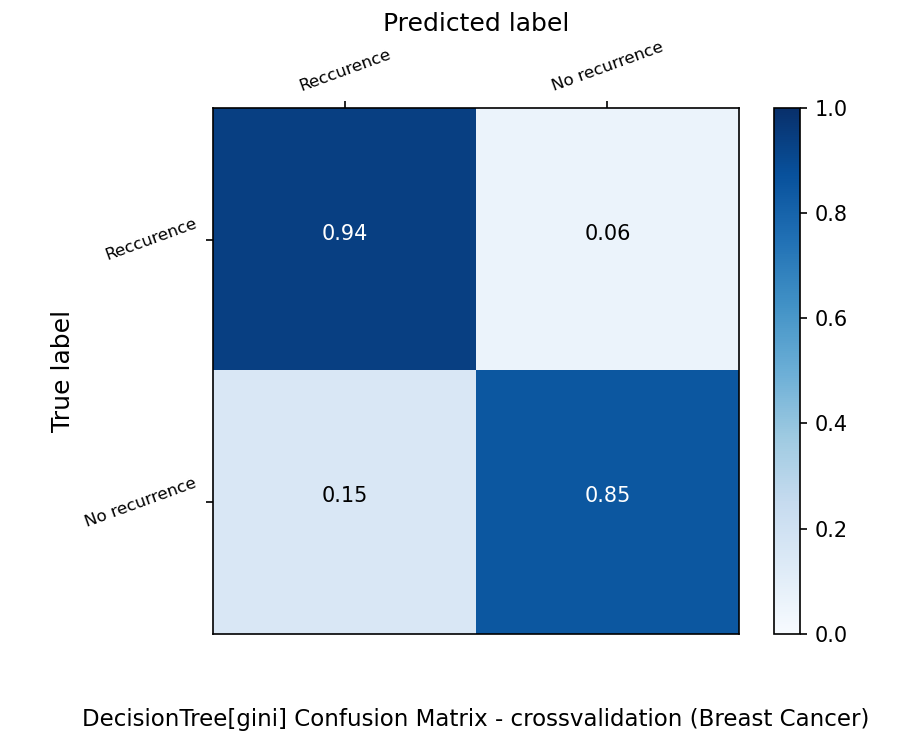 Predicted label
Reccurence
No recurrence
1.0
0.8
0.6
0.4
0.2
0.0
True label
Reccurence
0.94
0.06
No recurrence
0.15
0.85
DecisionTree[gini] Confusion Matrix - crossvalidation (Breast Cancer)